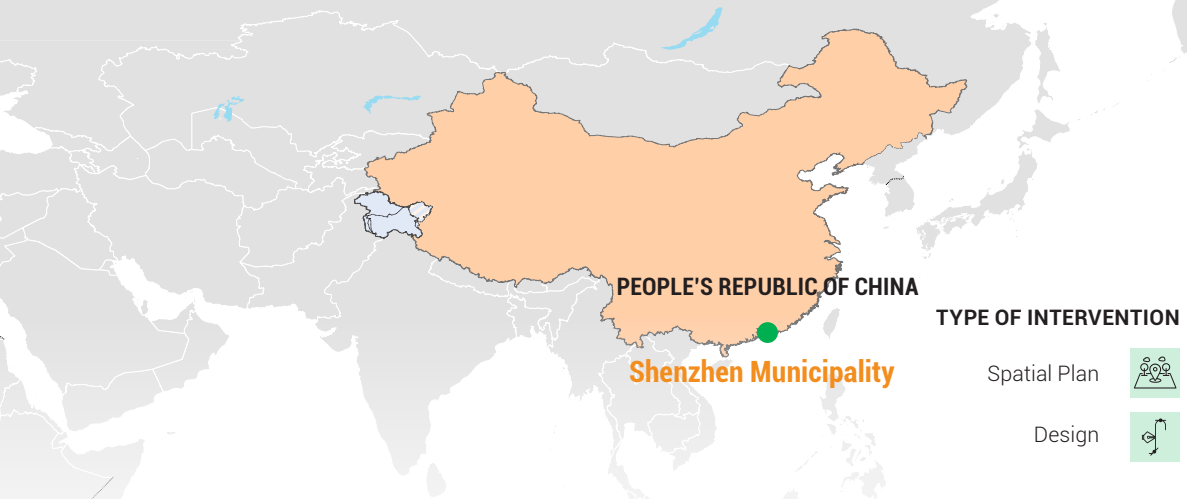 PEOPLE'S REPUBLIC OF CHINA
Shenzhen Municipality
TYPE OF INTERVENTION
Spatial Plan
Design